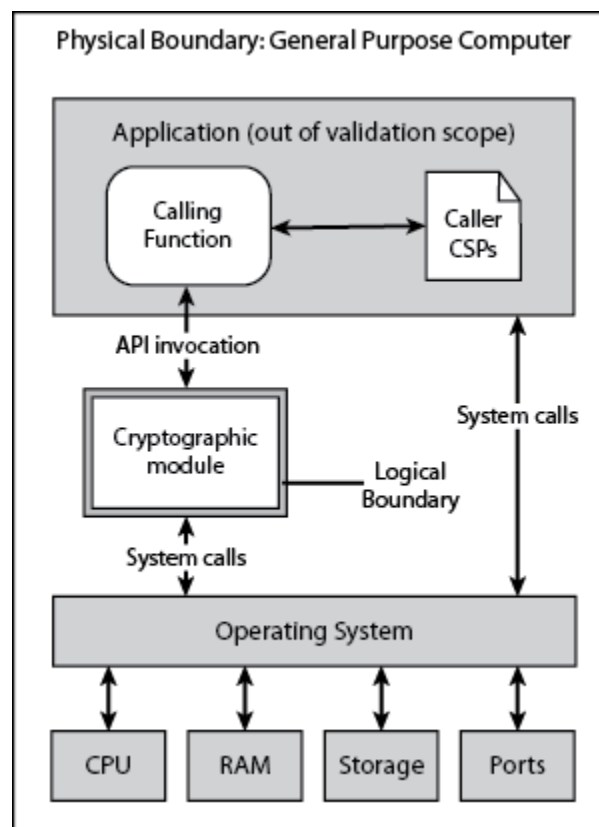 Physical Boundary: General Purpose Computer
Application (out of validation scope)
Calling
Function
Caller
CSPs
API invocation
System calls
Cryptographic
module
Logical
Boundary
System calls
Operating System
CPU
RAM
Storage
Ports